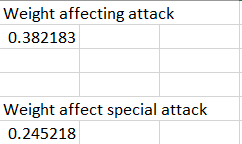 Weight affecting attack
0.382183
Weight affect special attack
0.245218